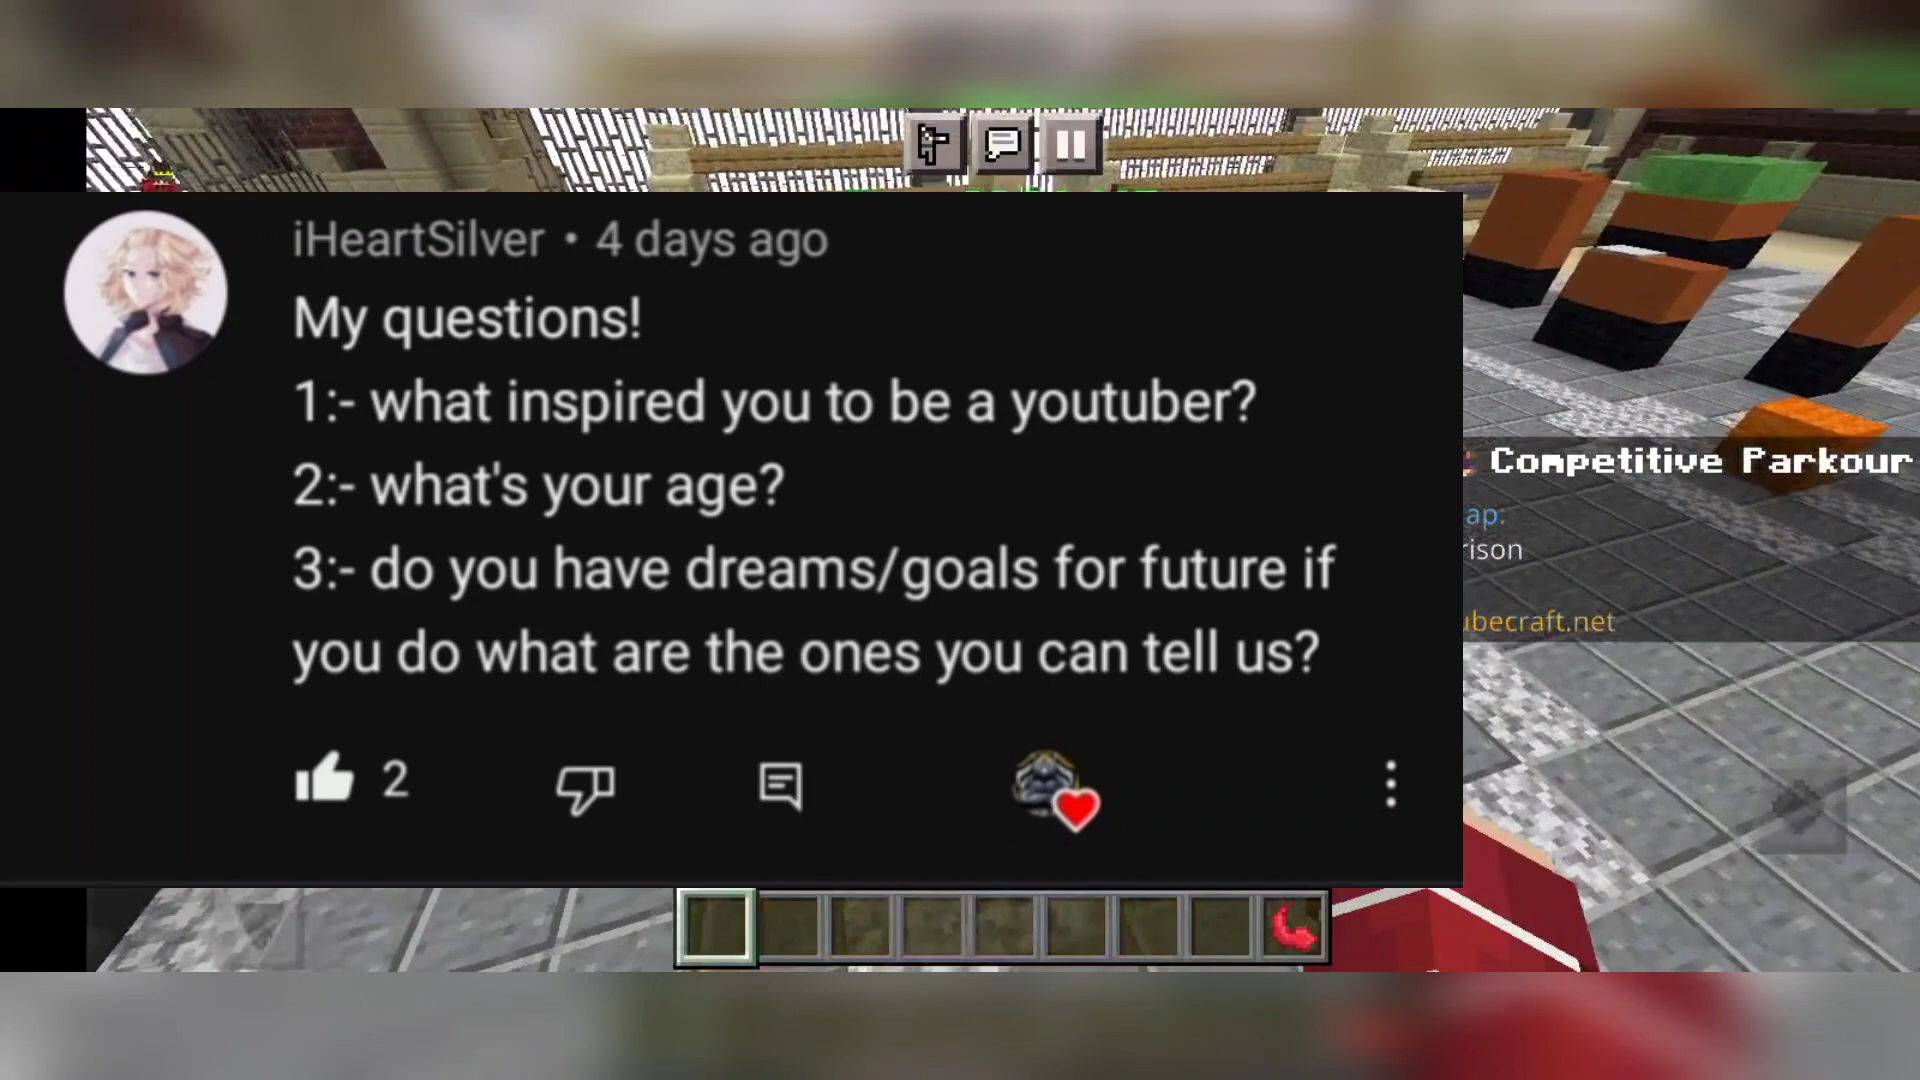 iHeartSilver • 4 days ago
My questions!
1:- what inspired you to be a youtuber?
2:- what's your age?
3:- do you have dreams/goals for future if
you do what are the ones you can tell us?
2
Competitive Parkour
ap:
rison
ubecraft.net